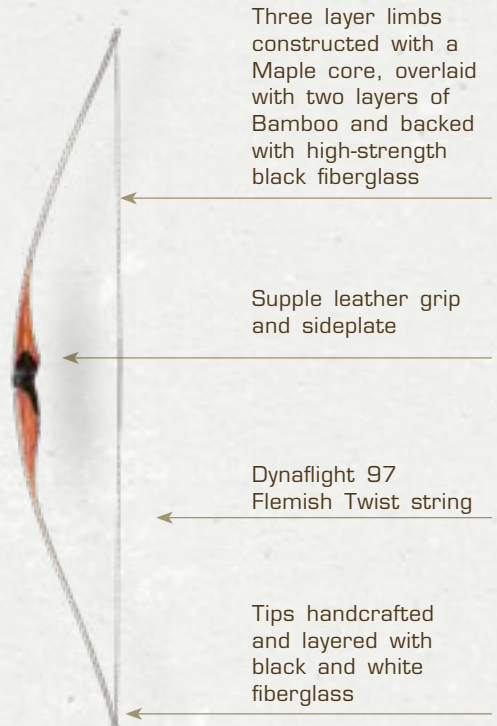 Three layer limbs
constructed with a
Maple core, overlaid
with two layers of
Bamboo and backed
with high-strength
black fiberglass
Supple leather grip
and sideplate
Dynaflight 97
Flemish Twist string
Tips handcrafted
and layered with
black and white
fiberglass